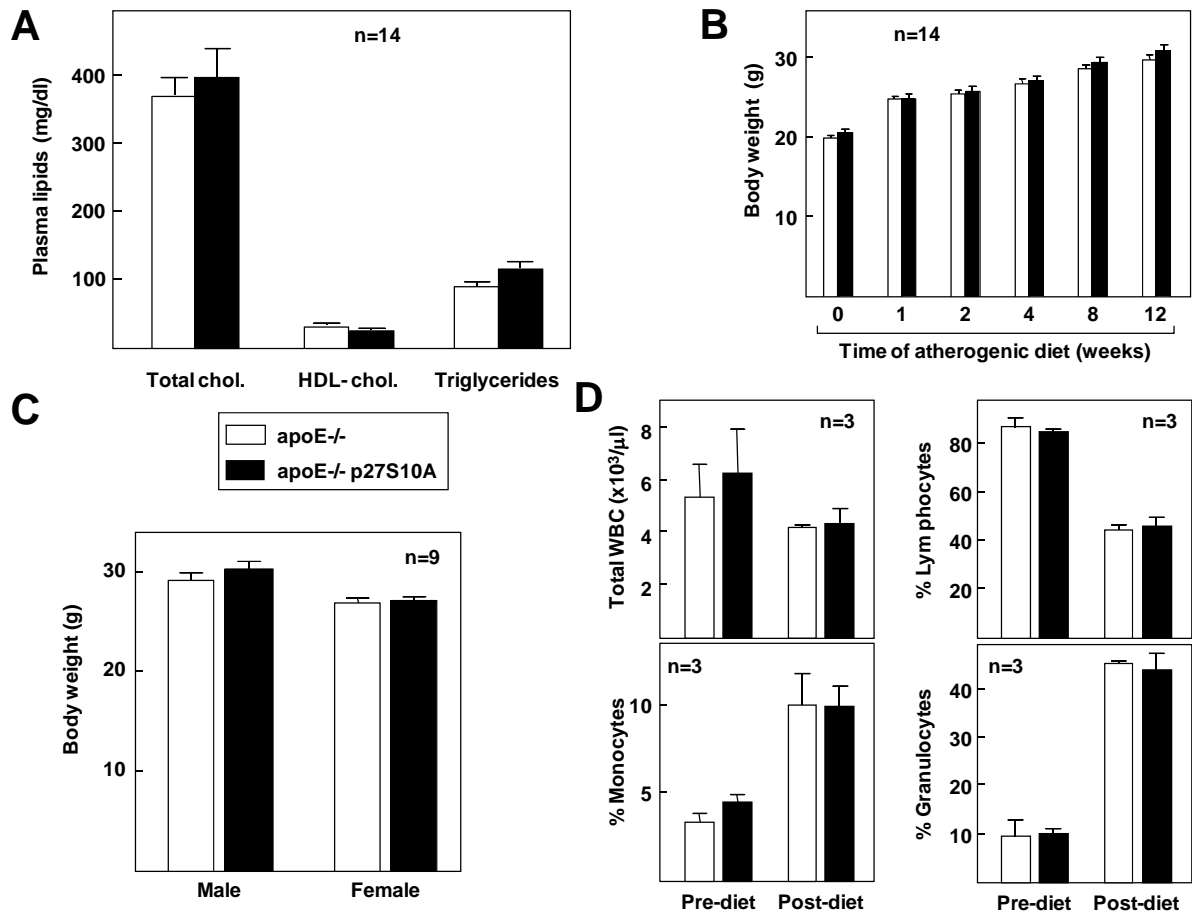 A
n=14
Plasma lipids (mg/dl)
400
300
200
100
Total chol. HDL- chol. Triglycerides
B
n=14
Body weight (g)
30
20
10
0 1 2 4 8 12
Time of atherogenic diet (weeks)
C
apoE-/-
apoE-/- p27S10A
n=9
Body weight (g)
30
20
10
Male Female
D
n=3
Total WBC (x10³/µl)
8
6
4
2
n=3
% Lym phocytes
80
60
40
20
n=3
% Monocytes
10
5
Pre-diet Post-diet
n=3
% Granulocytes
40
30
20
10
Pre-diet Post-diet